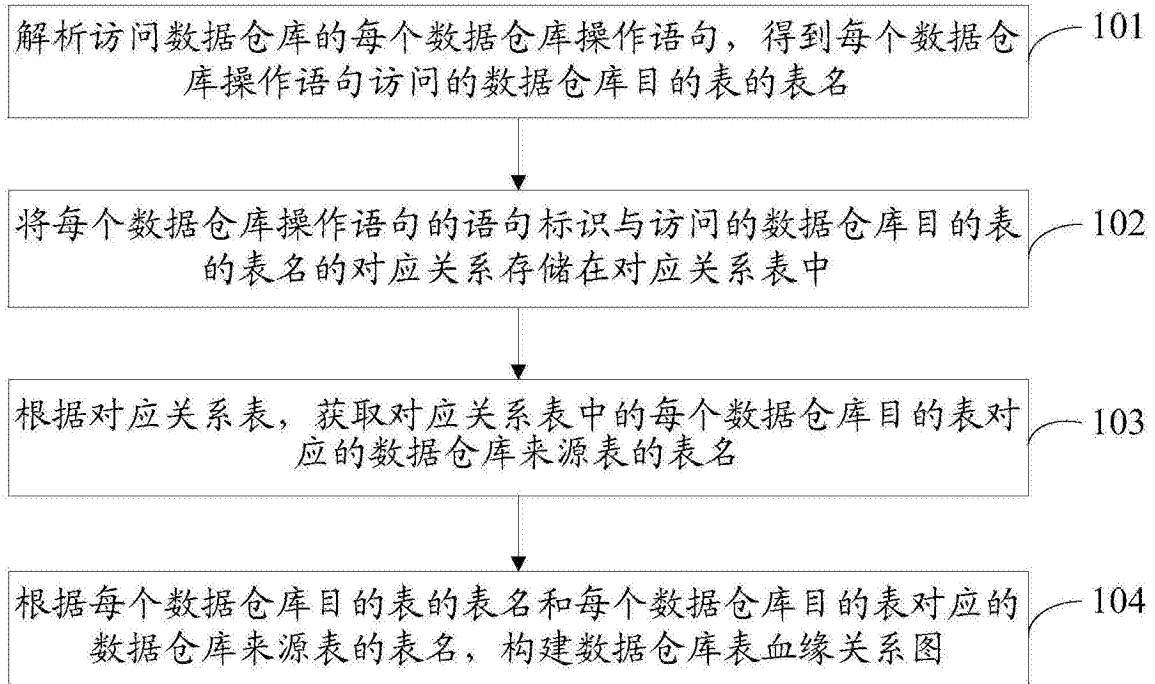 解析访问数据仓库的每个数据仓库操作语句，得到每个数据仓
库操作语句访问的数据仓库目的表的表名
101
将每个数据仓库操作语句的语句标识与访问的数据仓库目的表
的表名的对应关系存储在对应关系表中
102
根据对应关系表，获取对应关系表中的每个数据仓库目的表对
应的数据仓库来源表的表名
103
根据每个数据仓库目的表的表名和每个数据仓库目的表对应的
数据仓库来源表的表名，构建数据仓库表血缘关系图
104